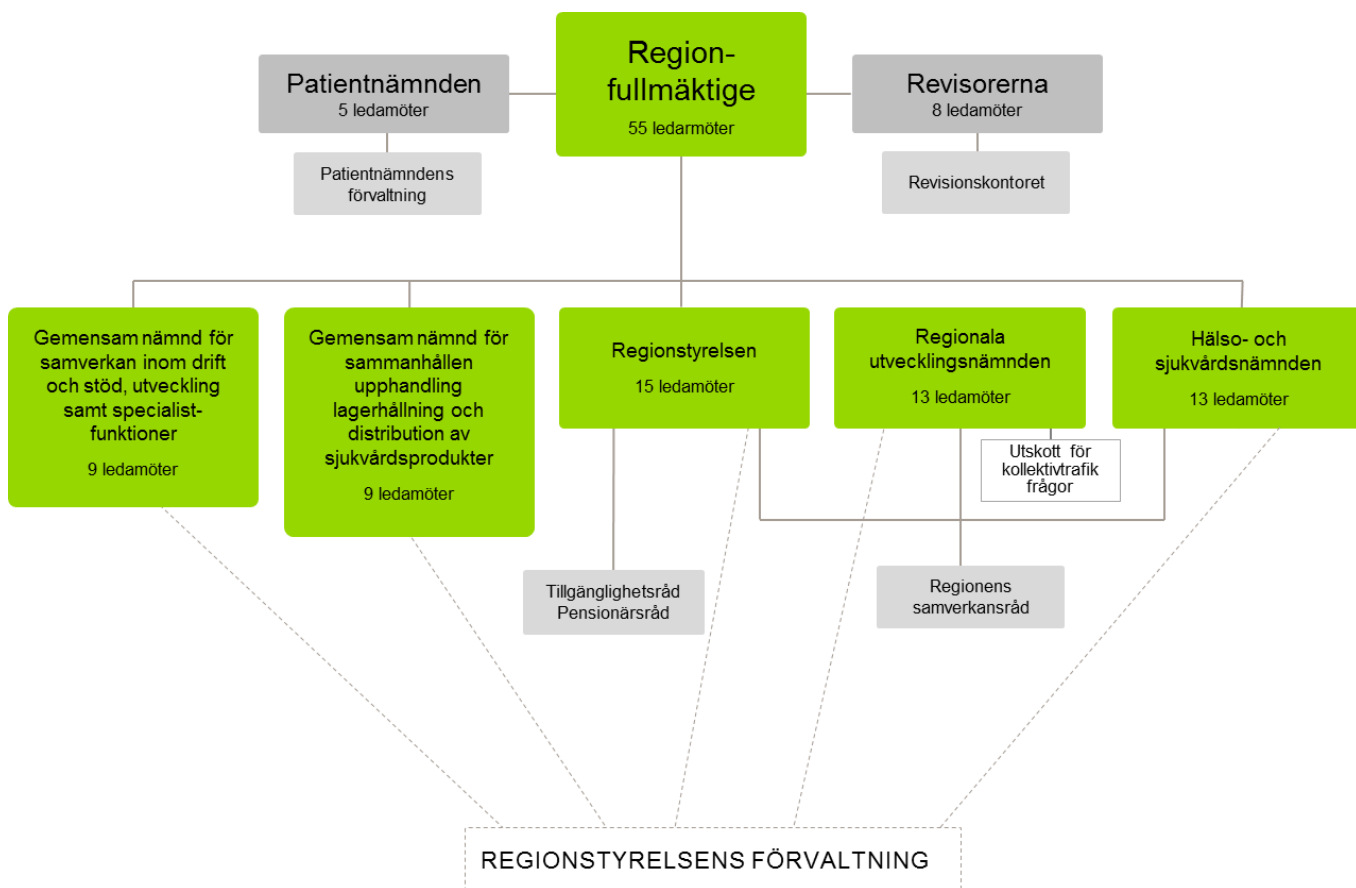 Region-
fullmäktige
55 ledarmöter
Patientnämnden
5 ledamöter
Revisorerna
8 ledamöter
Patientnämndens
förvaltning
Revisionskontoret
Gemensam nämnd för
samverkan inom drift
och stöd, utveckling
samt specialist-
funktioner
9 ledamöter
Gemensam nämnd för
sammanhållen
upphandling
lagerhållning och
distribution av
sjukvårdsprodukter
9 ledamöter
Regionstyrelsen
15 ledamöter
Regionala
utvecklingsnämnden
13 ledamöter
Hälso- och
sjukvårdsnämnden
13 ledamöter
Utskott för
kollektivtrafik
frågor
Tillgänglighetsråd
Pensionärsråd
Regionens
samverkansråd
REGIONSTYRELSENS FÖRVALTNING